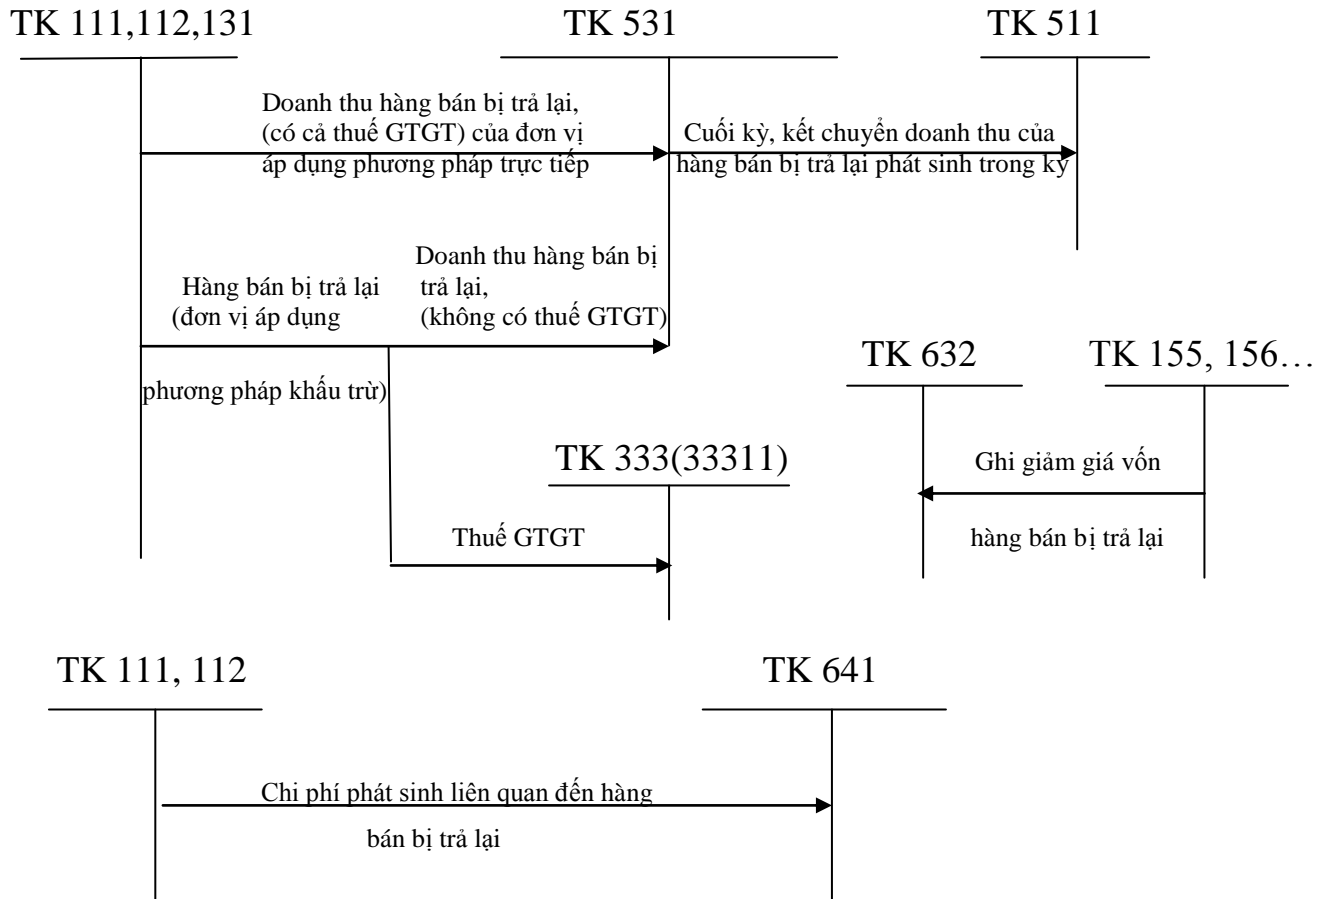 TK 111,112,131
TK 531
TK 511
Doanh thu hàng bán bị trả lại,
(có cả thuế GTGT) của đơn vị
áp dụng phương pháp trực tiếp
Cuối kỳ, kết chuyển doanh thu của
hàng bán bị trả lại phát sinh trong kỳ
Hàng bán bị trả lại
(đơn vị áp dụng
phương pháp khấu trừ)
Doanh thu hàng bán bị
trả lại,
(không có thuế GTGT)
TK 632
TK 155, 156…
Ghi giảm giá vốn
hàng bán bị trả lại
TK 333(33311)
Thuế GTGT
TK 111, 112
TK 641
Chi phí phát sinh liên quan đến hàng
bán bị trả lại